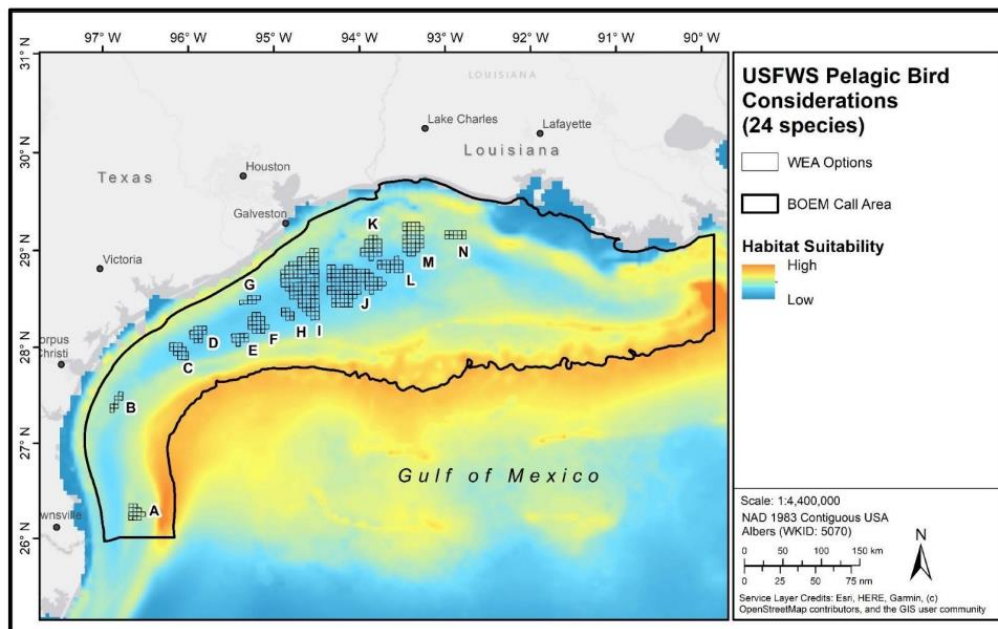 97° W 96° W 95° W 94° W 93° W 92° W 91° W 90° W
31° N
30° N
29° N
28° N
27° N
26° N
LOUISIANA
Lake Charles
Lafayette
Louisiana
Houston
Texas
Galveston
Victoria
orpus
Christi
wnsville
K
N
M
L
G
J
I
H
F
E
D
C
B
A
Gulf of Mexico
USFWS Pelagic Bird
Considerations
(24 species)
WEA Options
BOEM Call Area
Habitat Suitability
High
Low
Scale: 1:4,400,000
NAD 1983 Contiguous USA
Albers (WKID: 5070)
N
0 50 100 150 km
0 25 50 75 nm
Service Layer Credits: Esri, HERE, Garmin, (c)
OpenStreetMap contributors, and the GIS user community